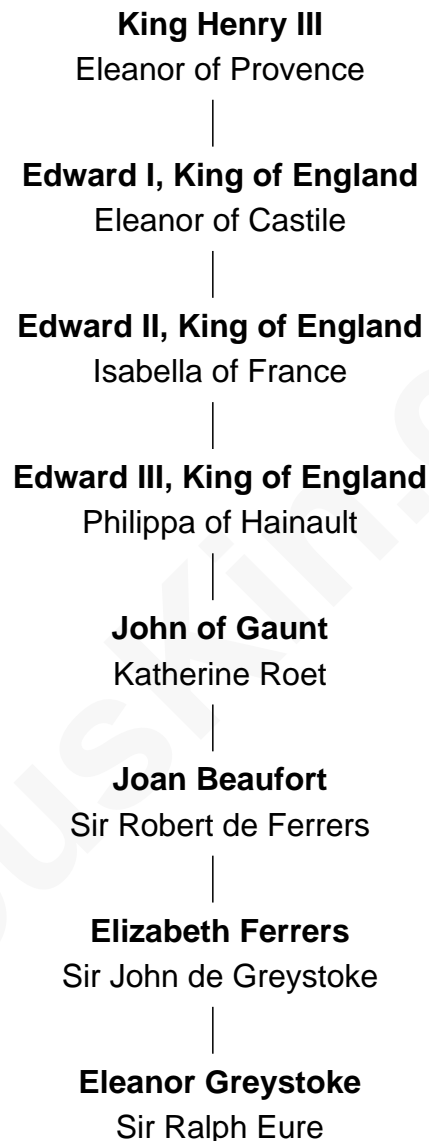 King Henry III
Eleanor of Provence
Edward I, King of England
Eleanor of Castile
Edward II, King of England
Isabella of France
Edward III, King of England
Philippa of Hainault
John of Gaunt
Katherine Roet
Joan Beaufort
Sir Robert de Ferrers
Elizabeth Ferrers
Sir John de Greystoke
Eleanor Greystoke
Sir Ralph Eure